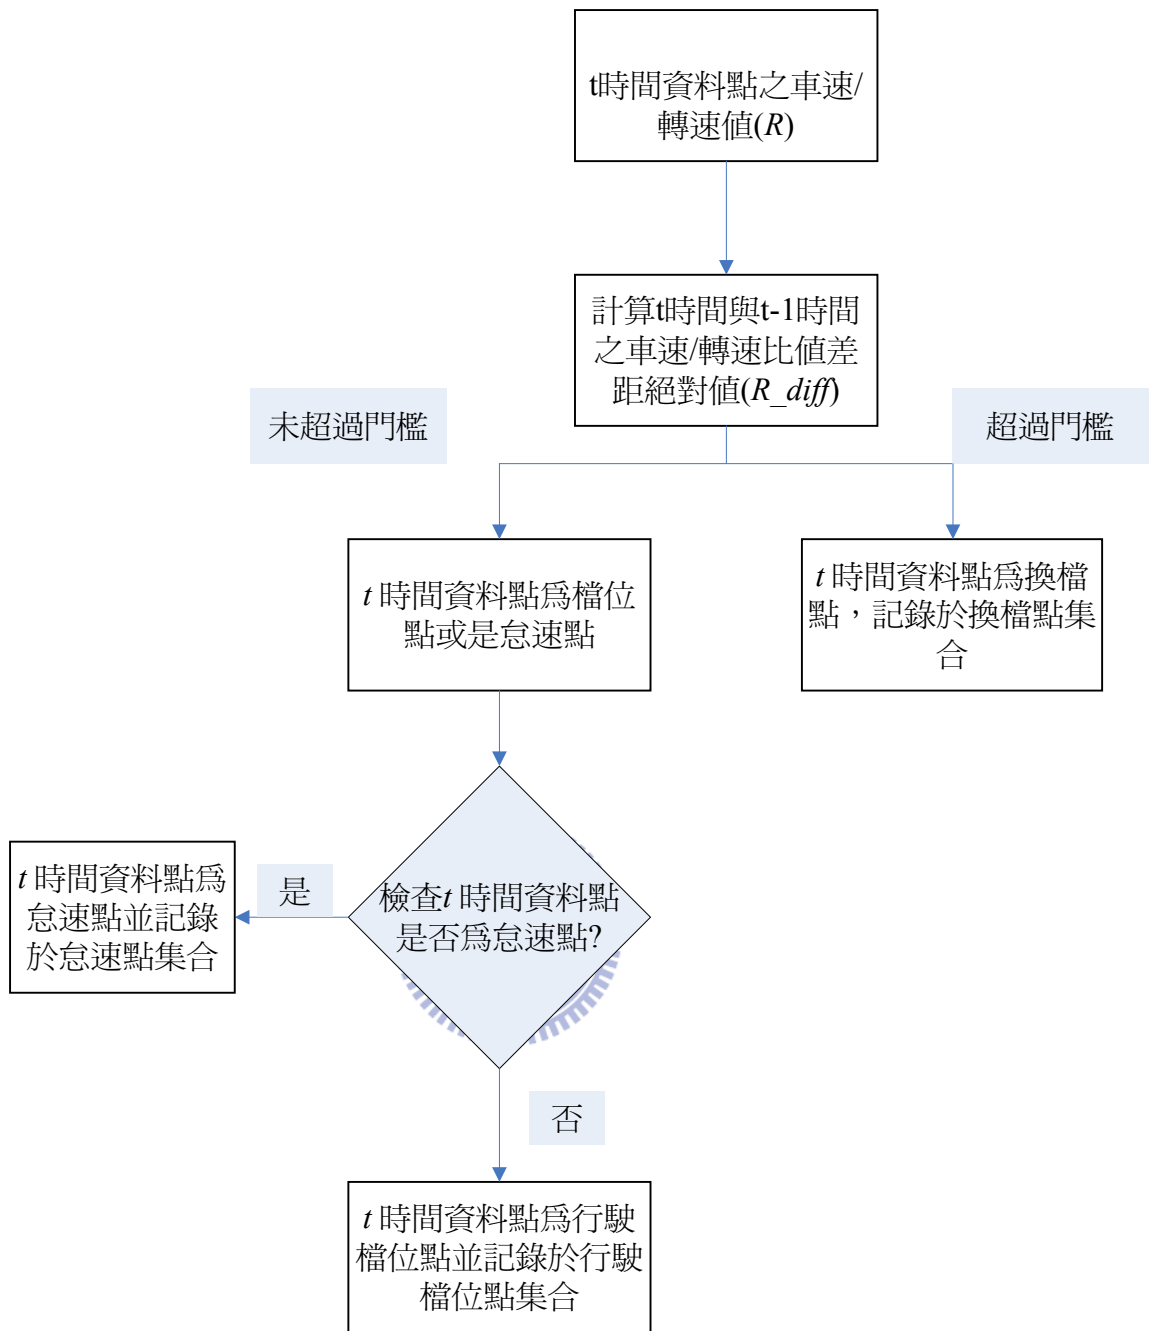 t時間資料點之車速/
轉速值(R)
計算t時間與t-1時間
之車速/轉速比值差
距絕對值(R_diff)
未超過門檻
超過門檻
t 時間資料點爲檔位
點或是怠速點
t 時間資料點爲換檔
點，記錄於換檔點集
合
檢查t 時間資料點
是否爲怠速點?
是
t 時間資料點爲
怠速點並記錄
於怠速點集合
否
t 時間資料點爲行駛
檔位點並記錄於行駛
檔位點集合